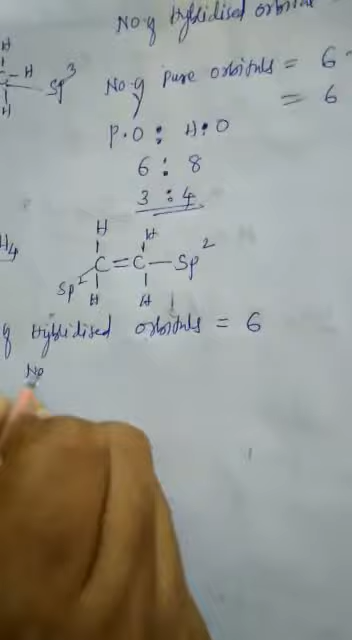 No.of Hybridised orbital
H
C-H Sp3
H
No.of Pure orbitals = 6
= 6
P.O : H.O
6 : 8
3 : 4
H4
H H
C=C-Sp2
Sp2
H H
of Hybridised orbitals = 6
No